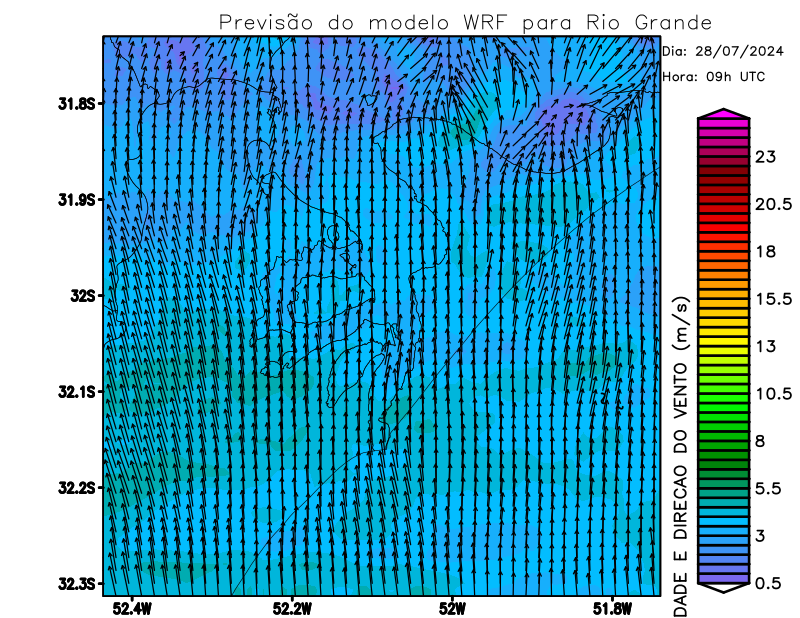 Previsão do modelo WRF para Rio Grande
Dia: 28/07/2024
Hora: 09h UTC
31.8S
31.9S
32S
32.1S
32.2S
32.3S
52.4W
52.2W
52W
51.8W
23
20.5
18
15.5
13
10.5
8
5.5
3
0.5
DADE E DIRECAO DO VENTO (m/s)